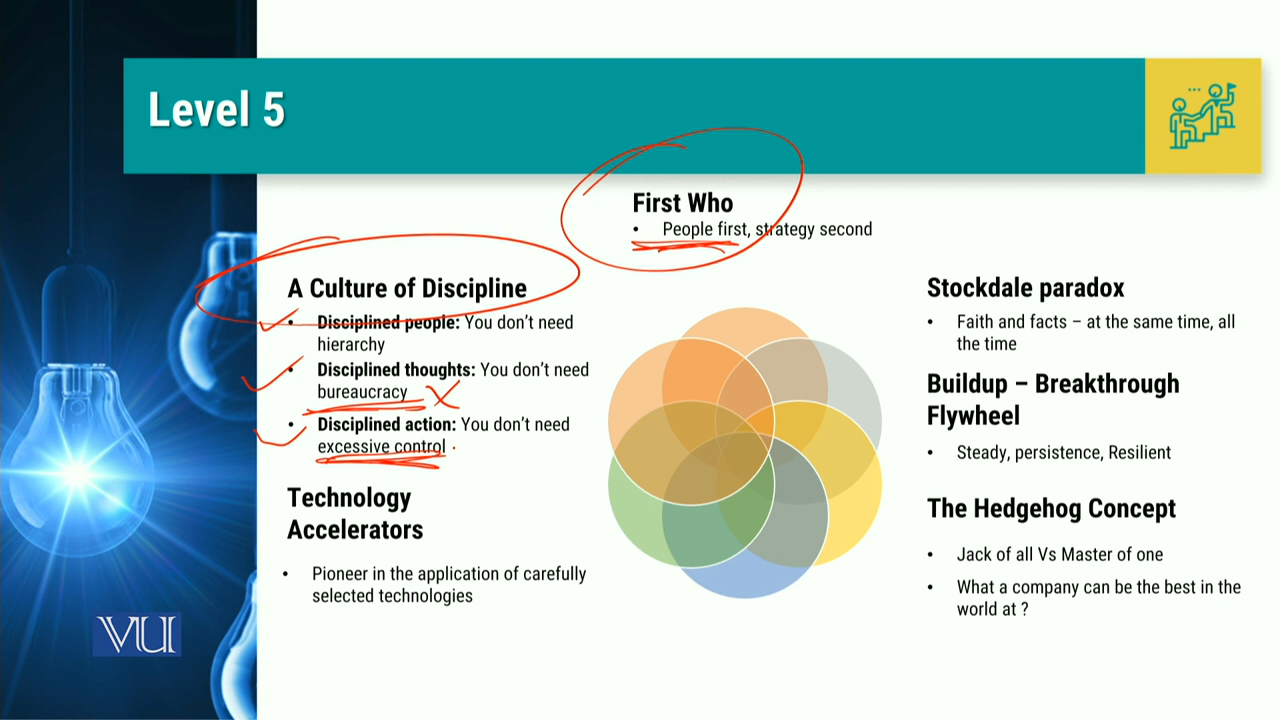 Level 5
First Who
• People first, strategy second
A Culture of Discipline
• Disciplined people: You don't need
hierarchy
• Disciplined thoughts: You don't need
bureaucracy
• Disciplined action: You don't need
excessive control
Technology
Accelerators
• Pioneer in the application of carefully
selected technologies
Stockdale paradox
• Faith and facts – at the same time, all
the time
Buildup – Breakthrough
Flywheel
• Steady, persistence, Resilient
The Hedgehog Concept
• Jack of all Vs Master of one
• What a company can be the best in the
world at ?
VU